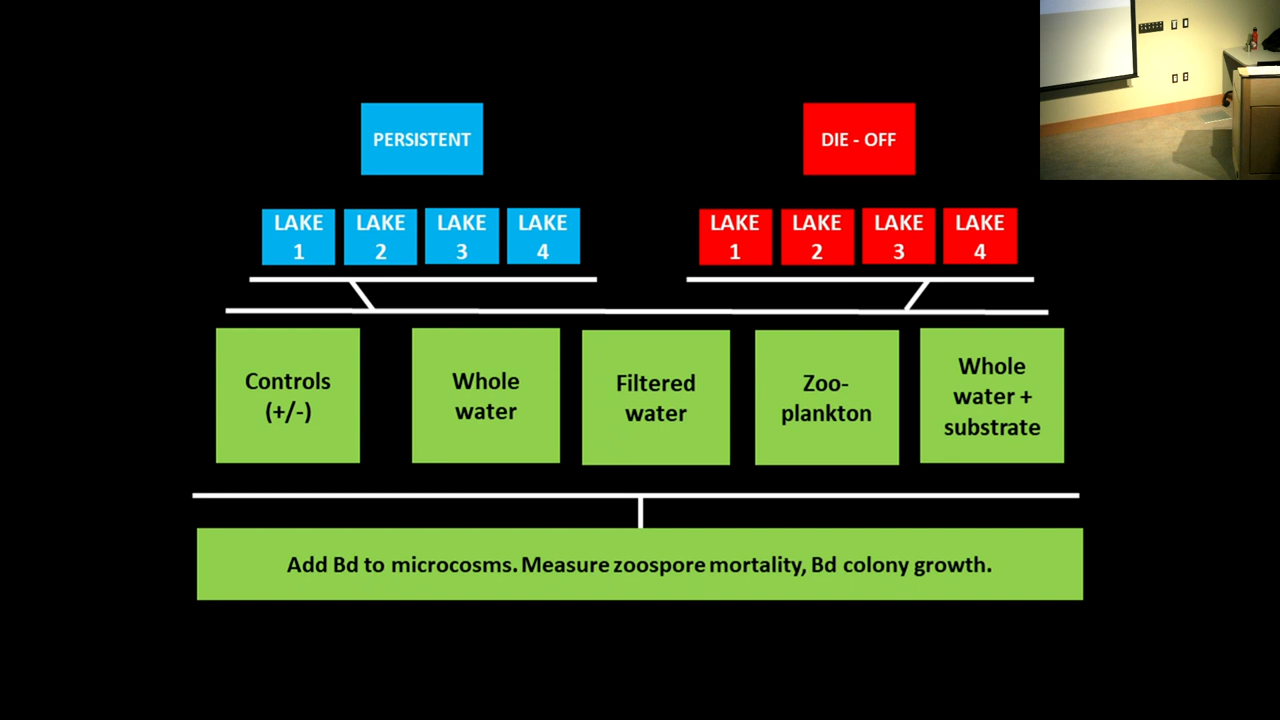 PERSISTENT
DIE - OFF
LAKE
1
LAKE
2
LAKE
3
LAKE
4
LAKE
1
LAKE
2
LAKE
3
LAKE
4
Controls
(+/-)
Whole
water
Filtered
water
Zoo-
plankton
Whole
water +
substrate
Add Bd to microcosms. Measure zoospore mortality, Bd colony growth.